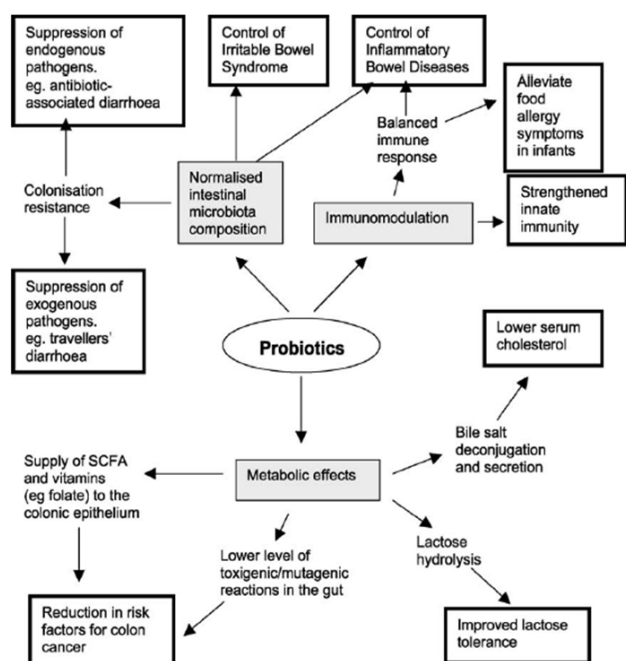 Suppression of
endogenous
pathogens.
eg. antibiotic-
associated diarrhoea
Control of
Irritable Bowel
Syndrome
Control of
Inflammatory
Bowel Diseases
Alleviate
food
allergy
symptoms
in infants
Balanced
immune
response
Colonisation
resistance
Normalised
intestinal
microbiota
composition
Immunomodulation
Strengthened
innate
immunity
Suppression of
exogenous
pathogens.
eg. travellers'
diarrhoea
Probiotics
Lower serum
cholesterol
Bile salt
deconjugation
and secretion
Supply of SCFA
and vitamins
(eg folate) to the
colonic epithelium
Metabolic effects
Lower level of
toxigenic/mutagenic
reactions in the gut
Lactose
hydrolysis
Reduction in risk
factors for colon
cancer
Improved lactose
tolerance